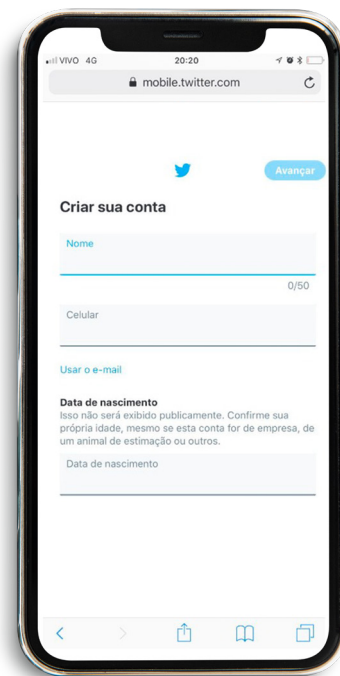 VIVO 4G 20:20
mobile.twitter.com
Avançar
Criar sua conta
Nome
0/50
Celular
Usar o e-mail
Data de nascimento
Isso não será exibido publicamente. Confirme sua
própria idade, mesmo se esta conta for de empresa, de
um animal de estimação ou outros.
Data de nascimento